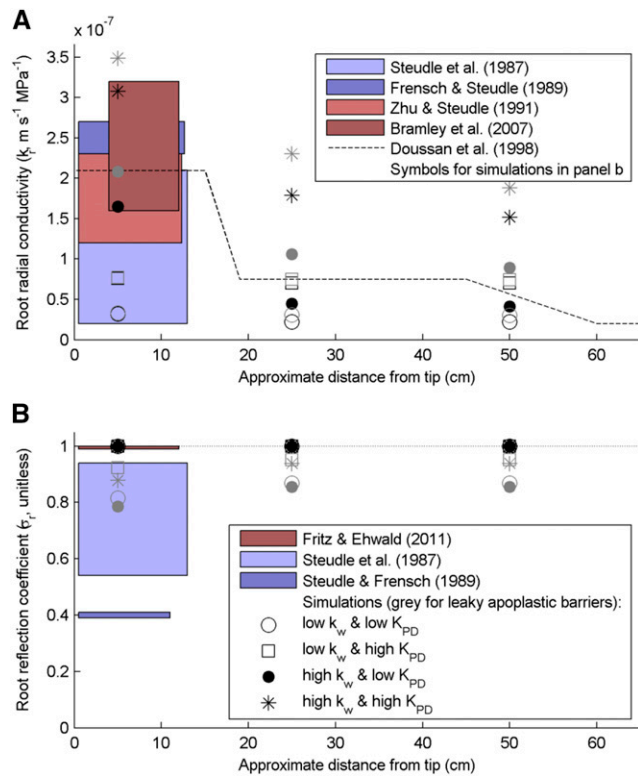 A
x 10-7
4
3.5
3
2.5
2
1.5
1
0.5
0
Root radial conductivity (kr, m s-1 MPa-1)
Steudle et al. (1987)
Frensch & Steudle (1989)
Zhu & Steudle (1991)
Bramley et al. (2007)
Doussan et al. (1998)
Symbols for simulations in panel b
0 10 20 30 40 50 60
Approximate distance from tip (cm)
B
1
0.8
0.6
0.4
0.2
0
Root reflection coefficient (σr, unitless)
Fritz & Ehwald (2011)
Steudle et al. (1987)
Steudle & Frensch (1989)
Simulations (grey for leaky apoplastic barriers):
low kw & low KPD
low kw & high KPD
high kw & low KPD
high kw & high KPD
0 10 20 30 40 50 60
Approximate distance from tip (cm)